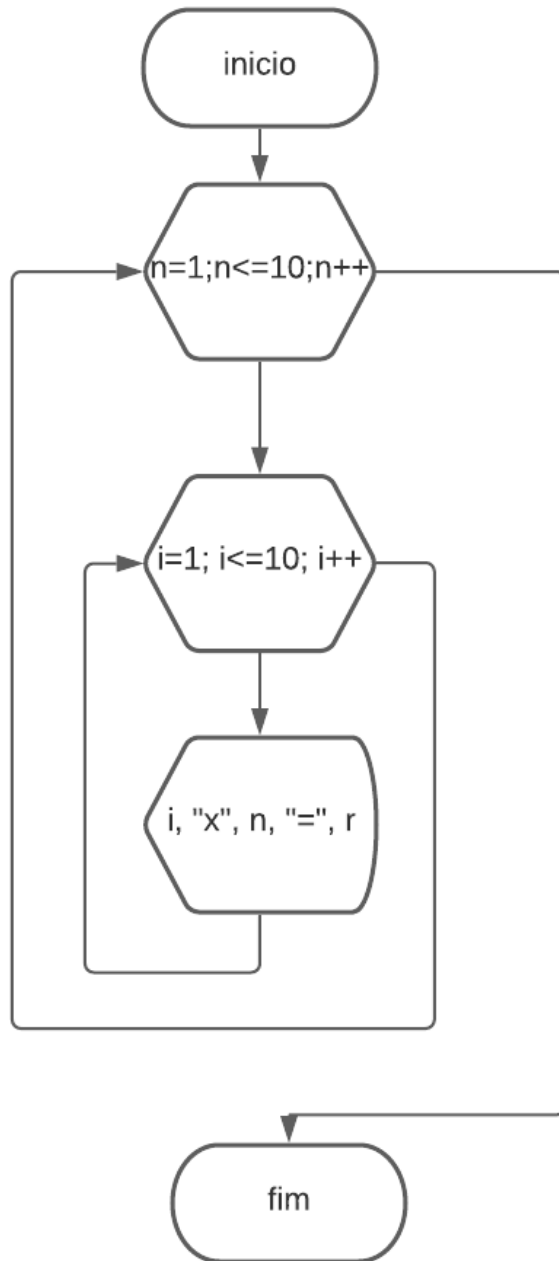 inicio
n=1;n<=10;n++
i=1; i<=10; i++
i, "x", n, "=", r
fim